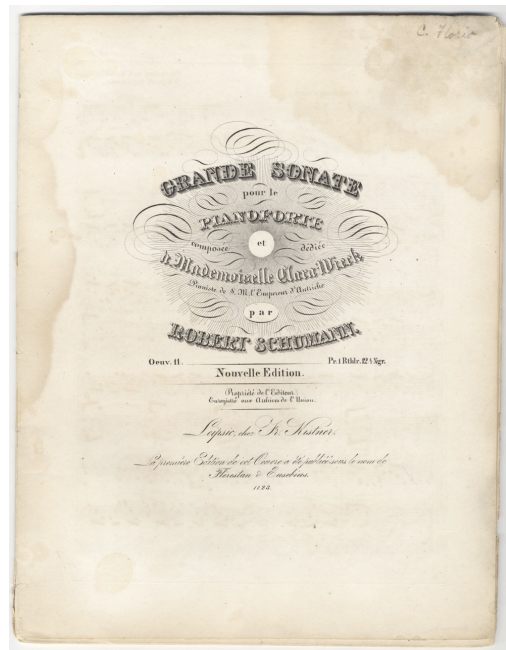 C. Florio
GRANDE SONATE
pour le
PIANOFORTE
composée et dédiée
à Mademoiselle Clara Wieck
Pianiste de S. M. l'Empereur d'Autriche
par
ROBERT SCHUMANN.
Oeuv. 11. Pr. 1 Rthlr. 12½ Ngr.
Nouvelle Edition.
Propriété de l'Editeur.
Enregistré aux Archives de l'Union.
Leipsic, chez Fr. Kistner.
La première Edition de cet Oeuvre a été publiée sous le nom de
Florestan & Eusebius.
1123.